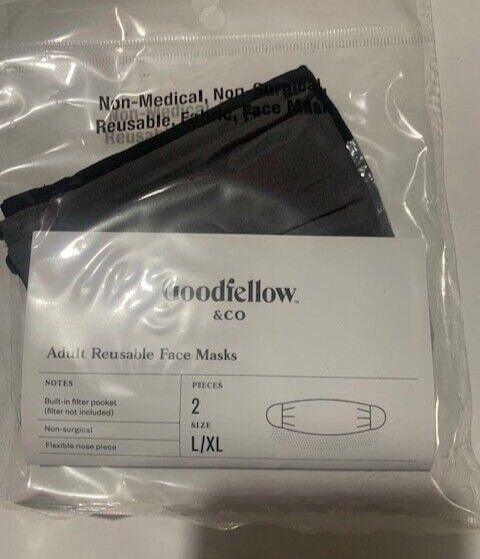 Non-Medical, Non-Surgical,
Reusable, Fabric, Face Mask
Goodfellow™
&CO
Adult Reusable Face Masks
NOTES
Built-in filter pocket
(filter not included)
Non-surgical
Flexible nose piece
PIECES
2
SIZE
L/XL